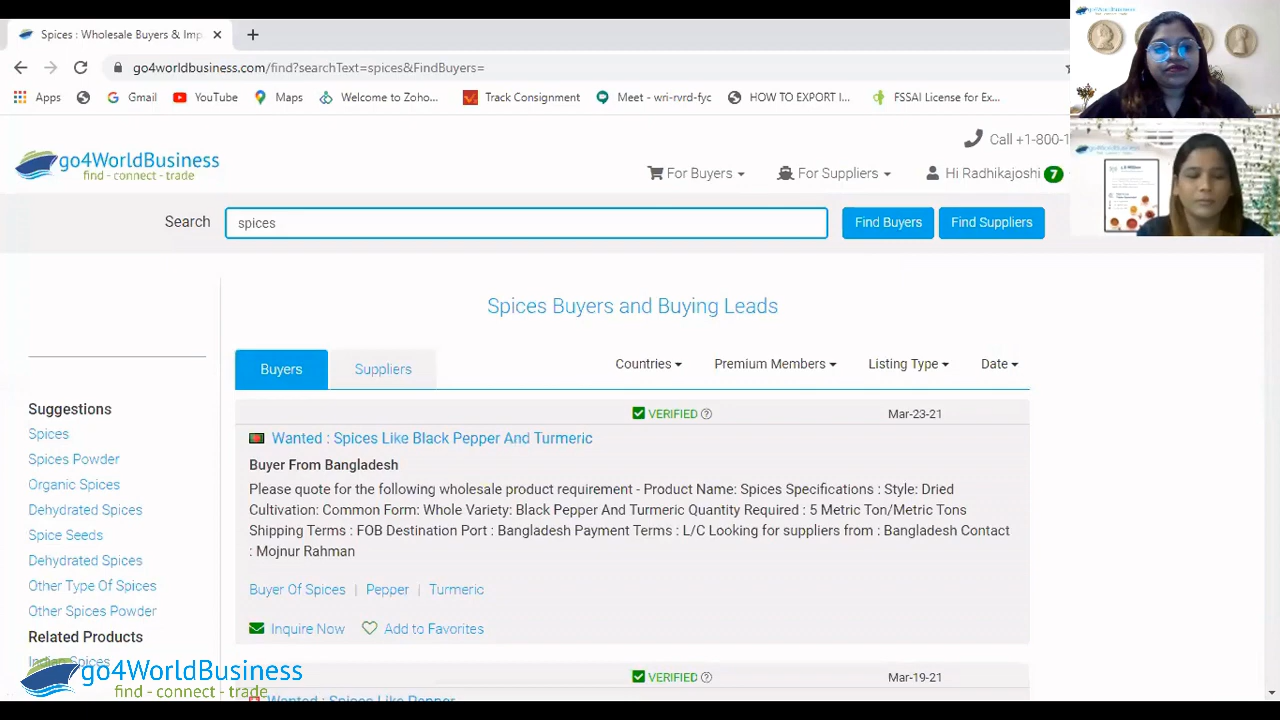 Spices : Wholesale Buyers & Imp
go4worldbusiness.com/find?searchText=spices&FindBuyers=
Apps Gmail YouTube Maps Welcome to Zoho... Track Consignment Meet - wri-rvrd-fyc HOW TO EXPORT I... FSSAI License for Ex...
Call +1-800-1
go4WorldBusiness
find - connect - trade
For Buyers For Suppliers Hi Radhikajoshi 7
Search spices Find Buyers Find Suppliers
Spices Buyers and Buying Leads
Buyers Suppliers Countries Premium Members Listing Type Date
Suggestions
Spices
Spices Powder
Organic Spices
Dehydrated Spices
Spice Seeds
Dehydrated Spices
Other Type Of Spices
Other Spices Powder
Related Products
VERIFIED Mar-23-21
Wanted : Spices Like Black Pepper And Turmeric
Buyer From Bangladesh
Please quote for the following wholesale product requirement - Product Name: Spices Specifications : Style: Dried
Cultivation: Common Form: Whole Variety: Black Pepper And Turmeric Quantity Required : 5 Metric Ton/Metric Tons
Shipping Terms : FOB Destination Port : Bangladesh Payment Terms : L/C Looking for suppliers from : Bangladesh Contact
: Mojnur Rahman
Buyer Of Spices | Pepper | Turmeric
Inquire Now Add to Favorites
VERIFIED Mar-19-21
Wanted : Spices Like Pepper
go4WorldBusiness
find - connect - trade